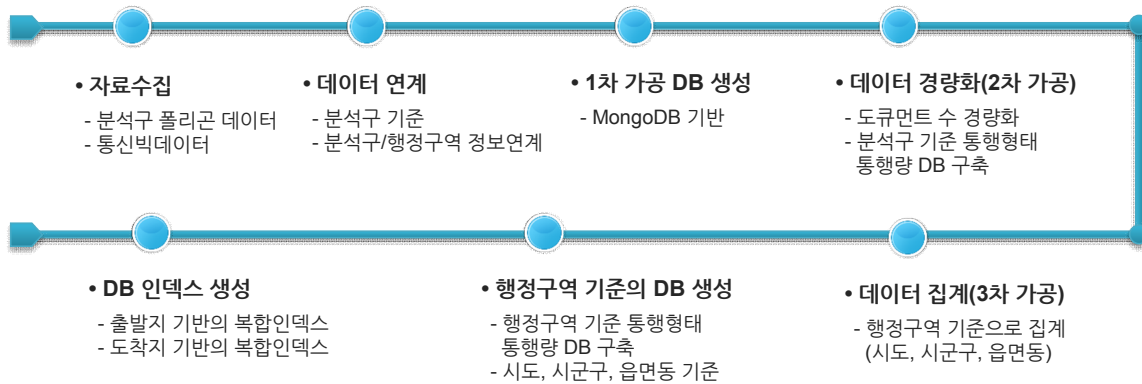 • 자료수집
- 분석구 폴리곤 데이터
- 통신빅데이터
• 데이터 연계
- 분석구 기준
- 분석구/행정구역 정보연계
• 1차 가공 DB 생성
- MongoDB 기반
• 데이터 경량화(2차 가공)
- 도큐먼트 수 경량화
- 분석구 기준 통행형태
통행량 DB 구축
• DB 인덱스 생성
- 출발지 기반의 복합인덱스
- 도착지 기반의 복합인덱스
• 행정구역 기준의 DB 생성
- 행정구역 기준 통행형태
통행량 DB 구축
- 시도, 시군구, 읍면동 기준
• 데이터 집계(3차 가공)
- 행정구역 기준으로 집계
(시도, 시군구, 읍면동)